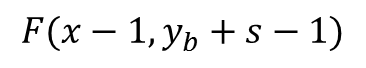 F(x − 1, y_b + s − 1)